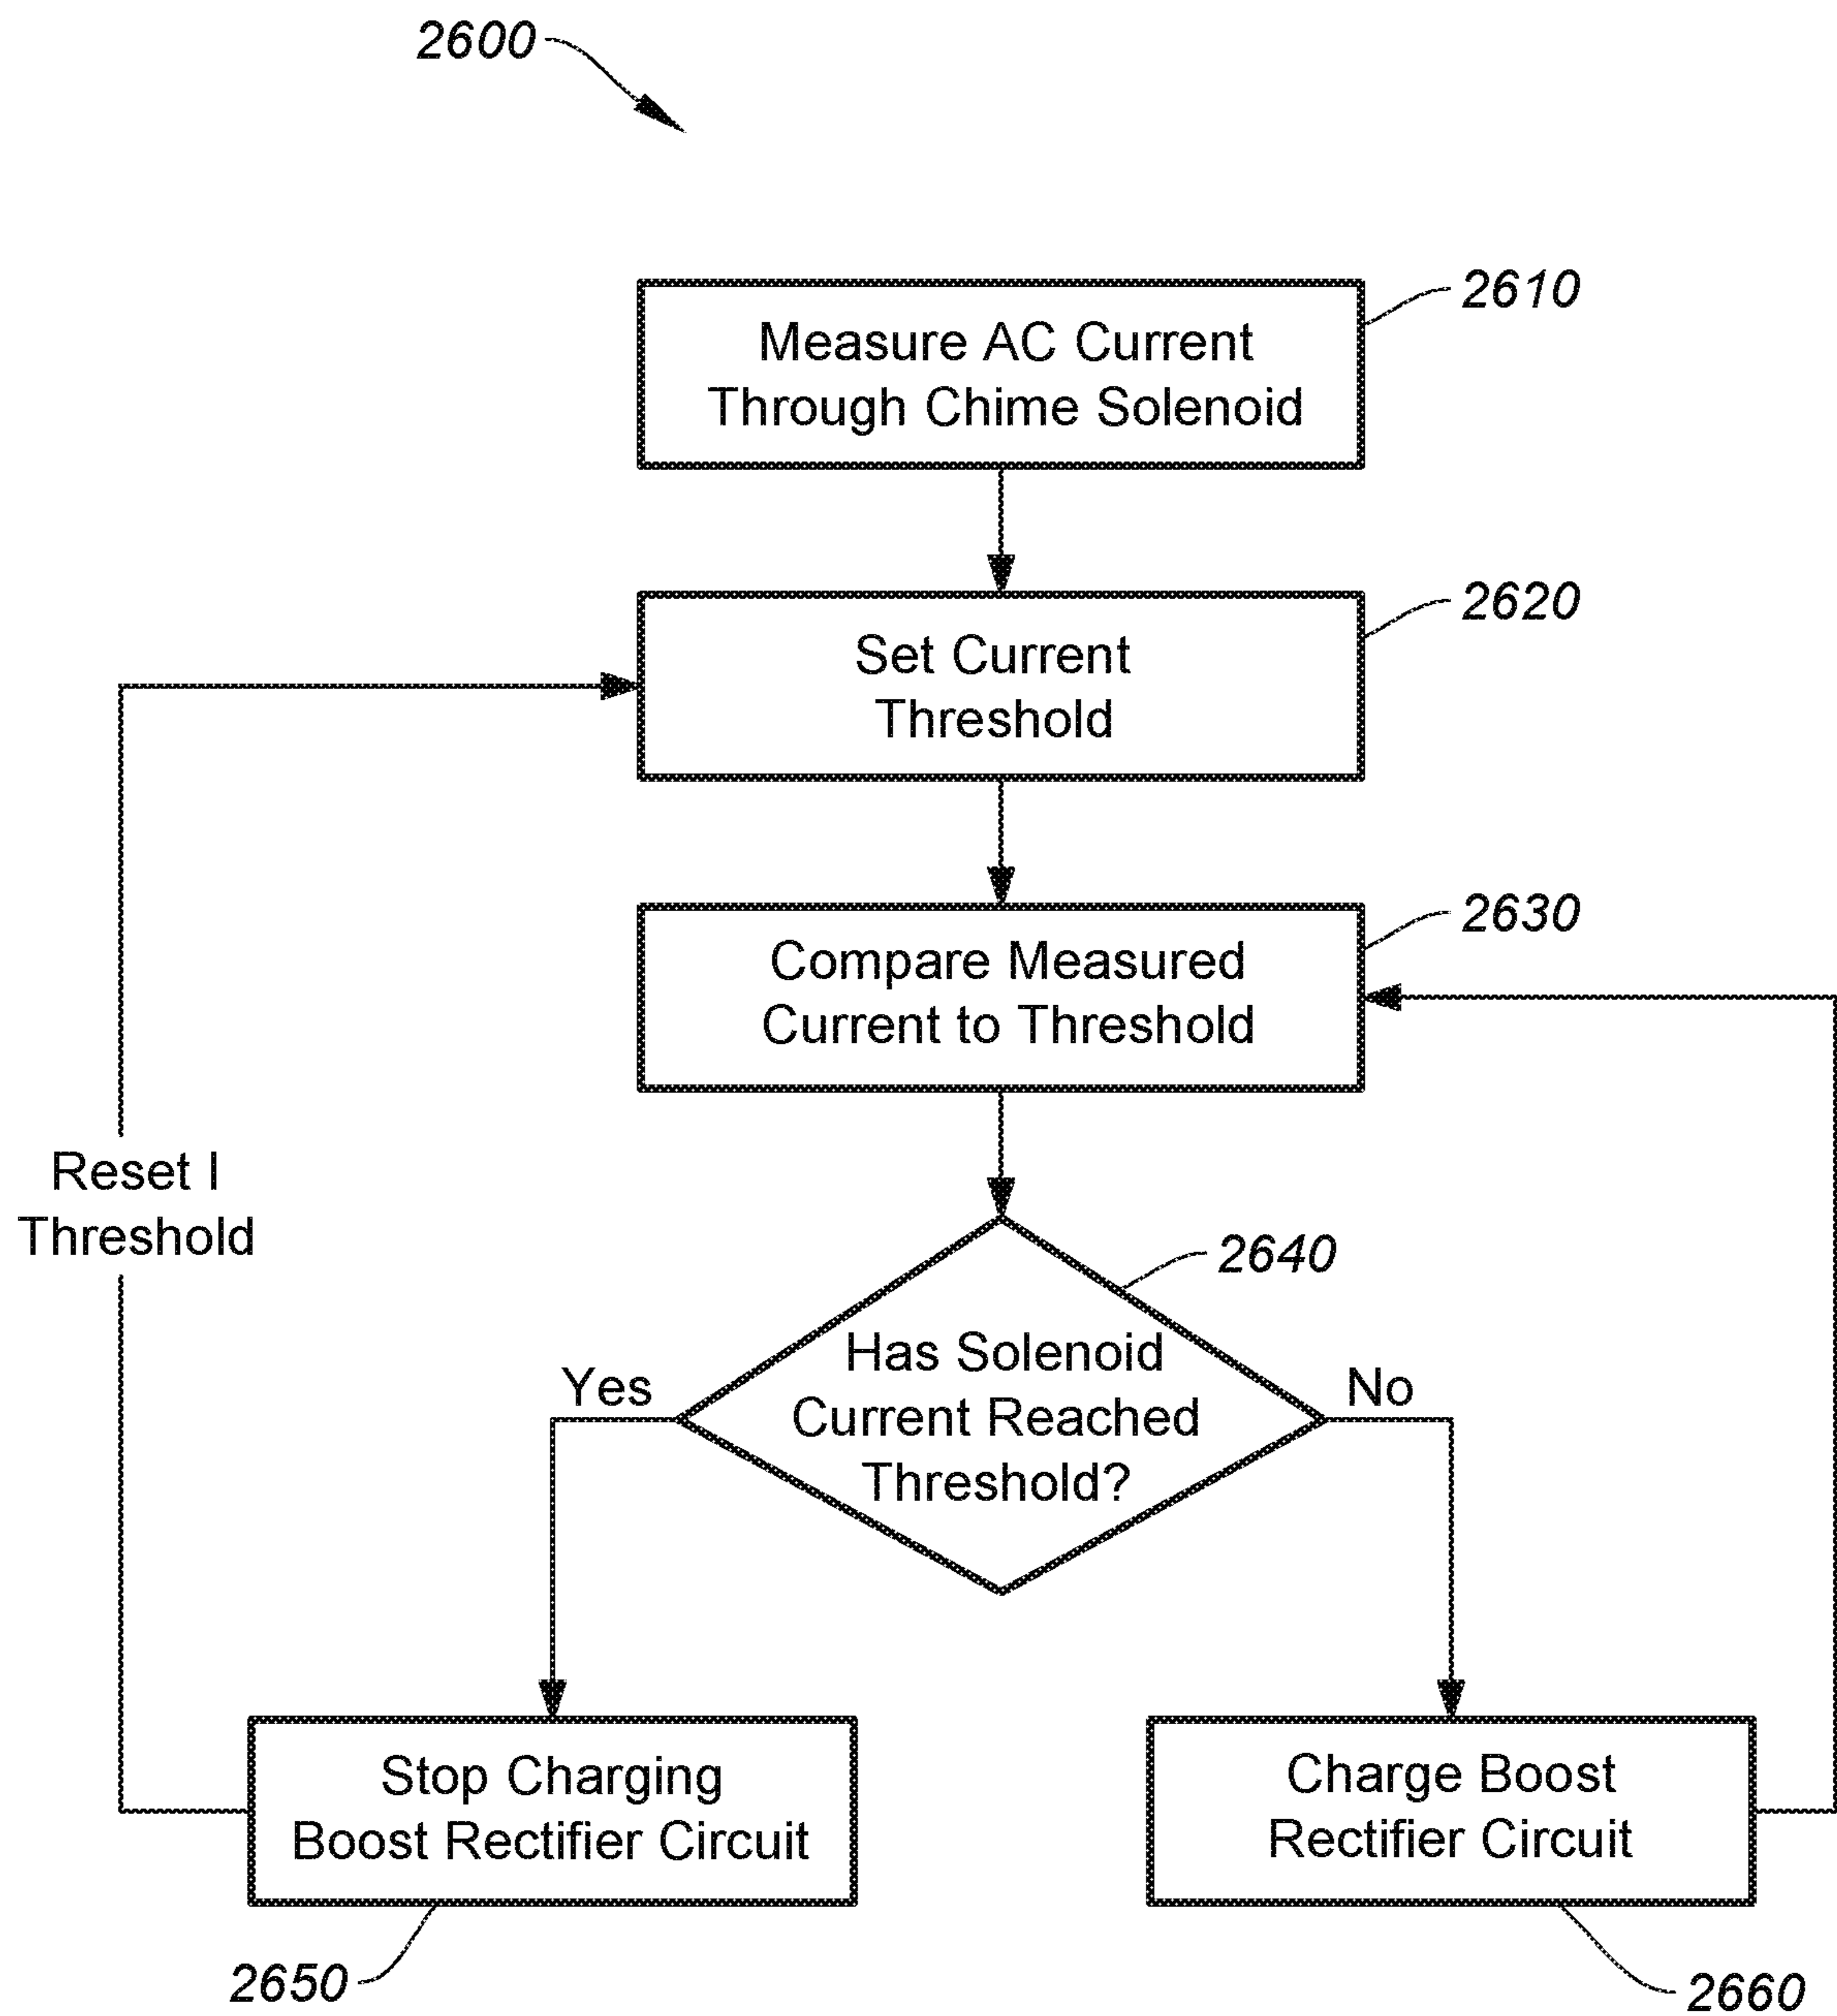 2600
2610
Measure AC Current
Through Chime Solenoid
2620
Set Current
Threshold
2630
Compare Measured
Current to Threshold
Reset I
Threshold
2640
Has Solenoid
Current Reached
Threshold?
Yes
No
Stop Charging
Boost Rectifier Circuit
Charge Boost
Rectifier Circuit
2650
2660